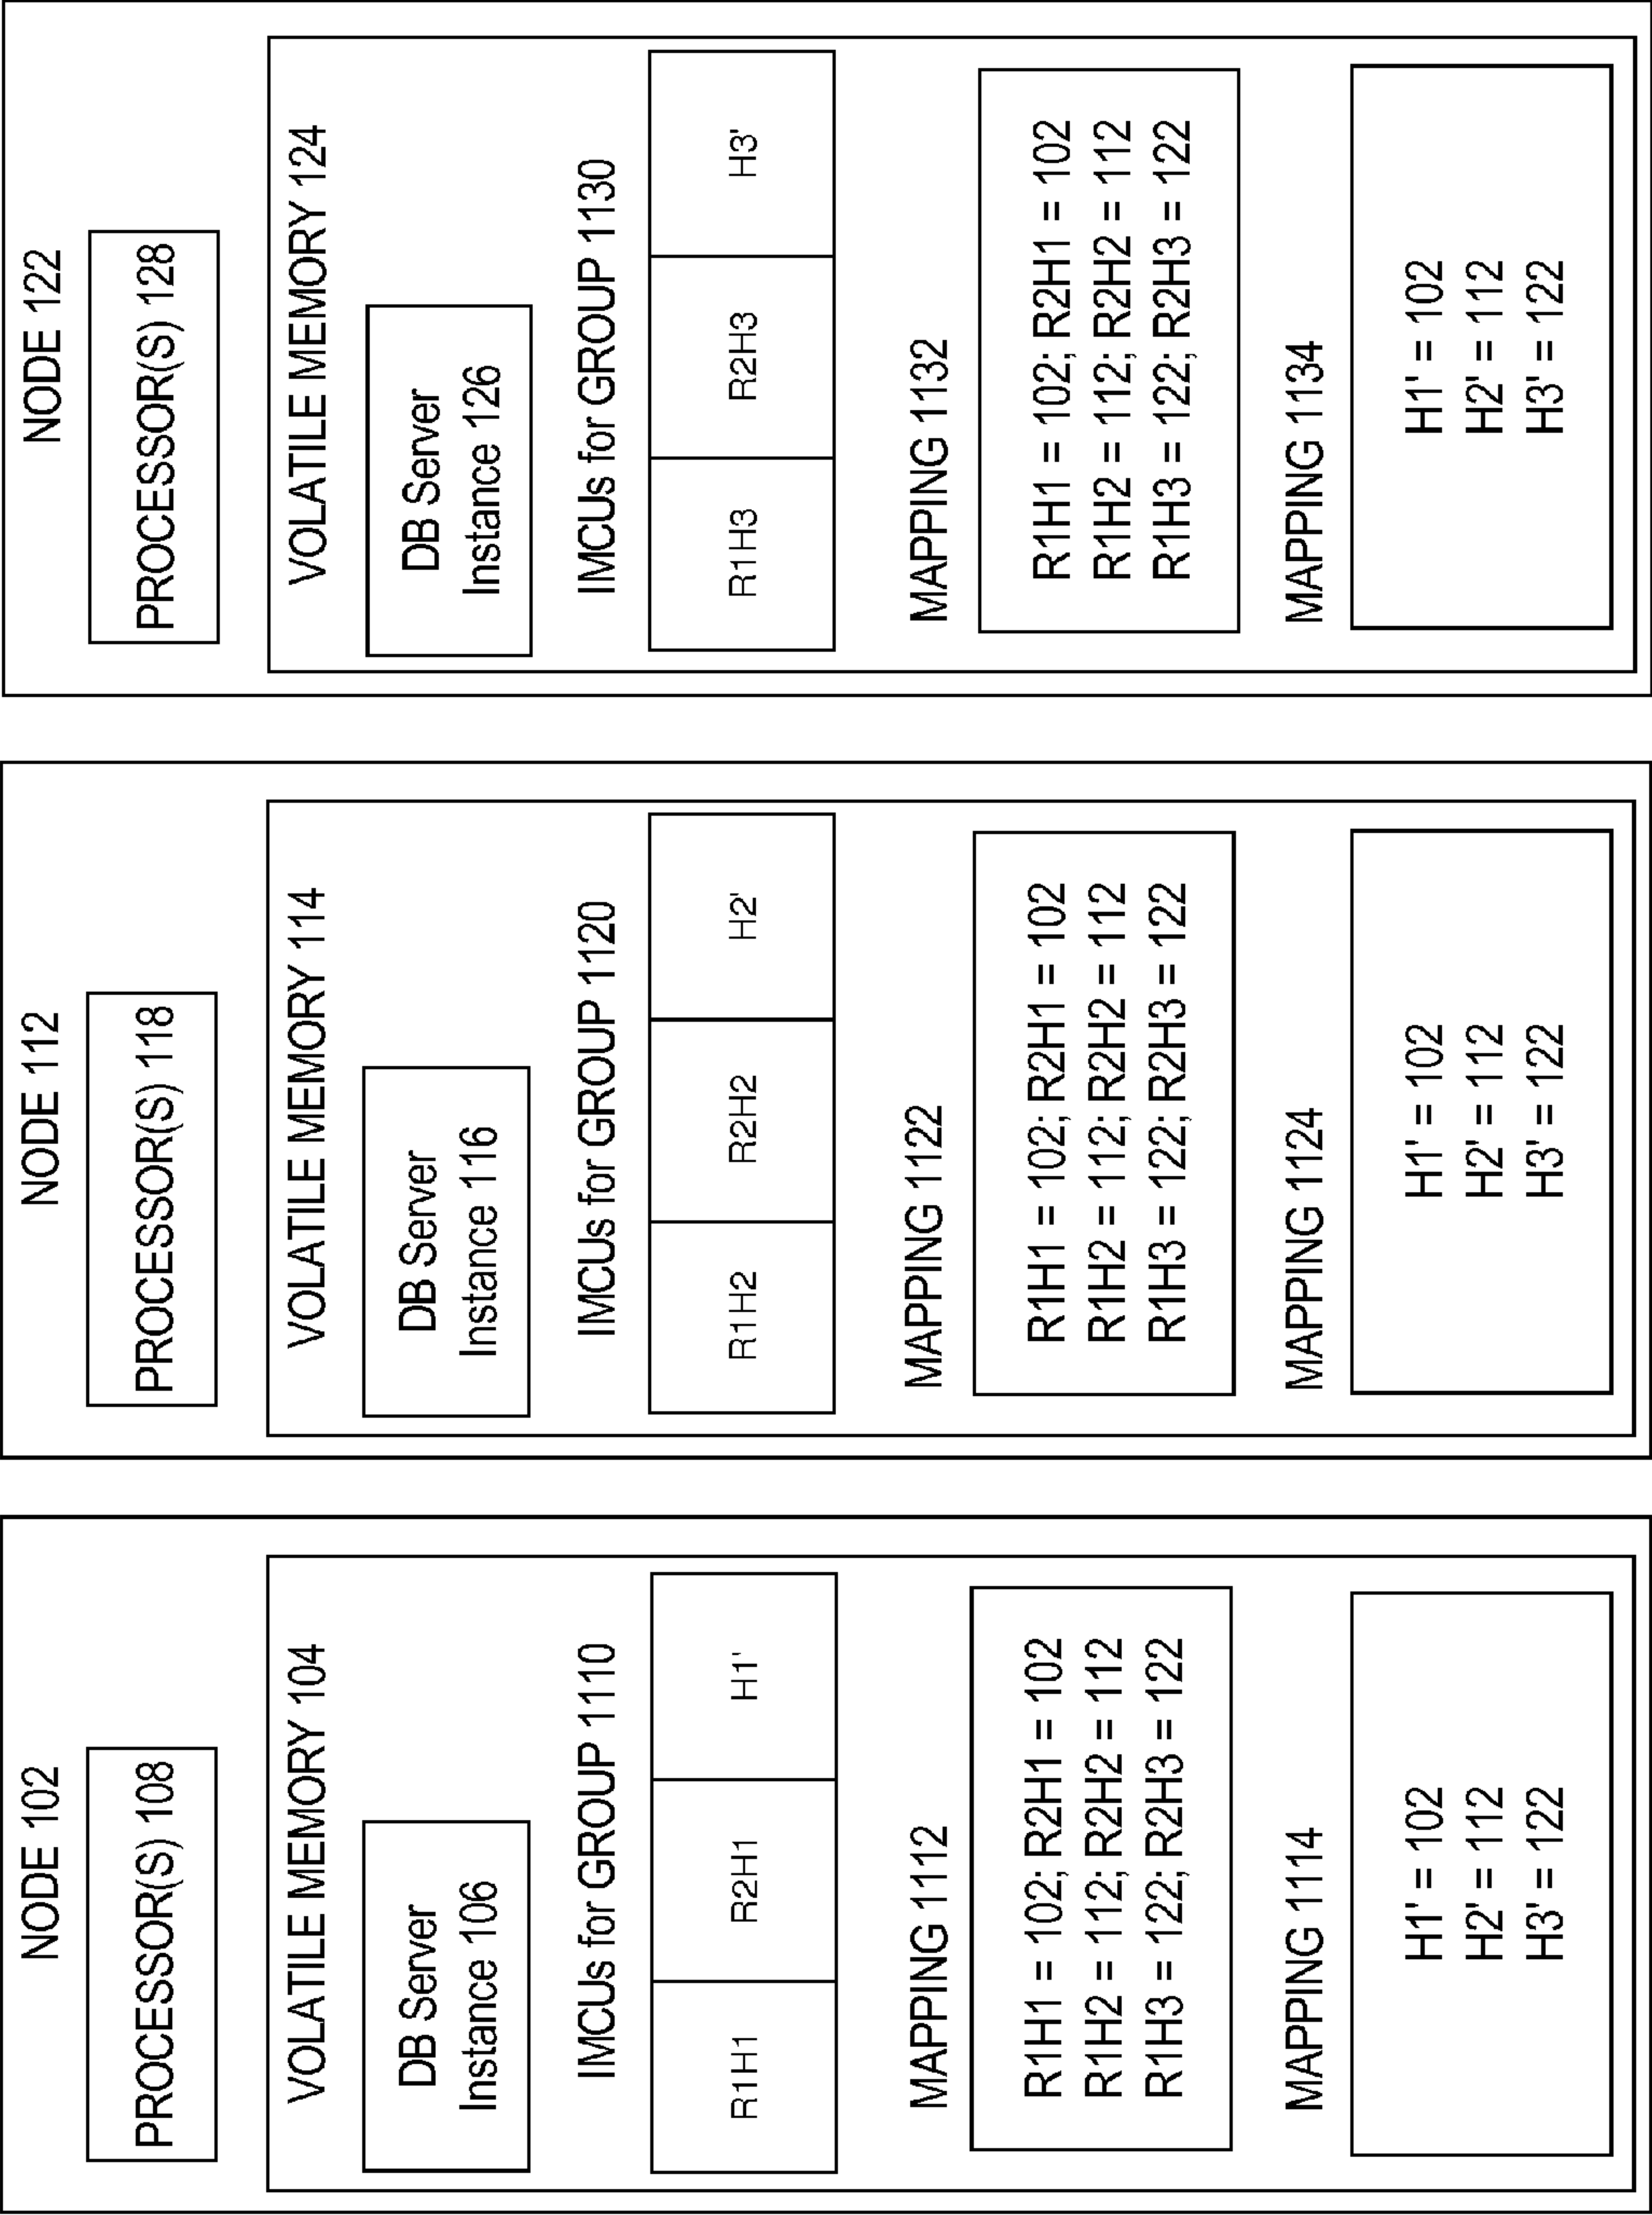 NODE 102
PROCESSOR(S) 108
VOLATILE MEMORY 104
DB Server
Instance 106
IMCUs for GROUP 1110
R1H1
R2H1
H1'
MAPPING 1112
R1H1 = 102; R2H1 = 102
R1H2 = 112; R2H2 = 112
R1H3 = 122; R2H3 = 122
MAPPING 1114
H1' = 102
H2' = 112
H3' = 122
NODE 112
PROCESSOR(S) 118
VOLATILE MEMORY 114
DB Server
Instance 116
IMCUs for GROUP 1120
R1H2
R2H2
H2'
MAPPING 1122
R1H1 = 102; R2H1 = 102
R1H2 = 112; R2H2 = 112
R1H3 = 122; R2H3 = 122
MAPPING 1124
H1' = 102
H2' = 112
H3' = 122
NODE 122
PROCESSOR(S) 128
VOLATILE MEMORY 124
DB Server
Instance 126
IMCUs for GROUP 1130
R1H3
R2H3
H3'
MAPPING 1132
R1H1 = 102; R2H1 = 102
R1H2 = 112; R2H2 = 112
R1H3 = 122; R2H3 = 122
MAPPING 1134
H1' = 102
H2' = 112
H3' = 122